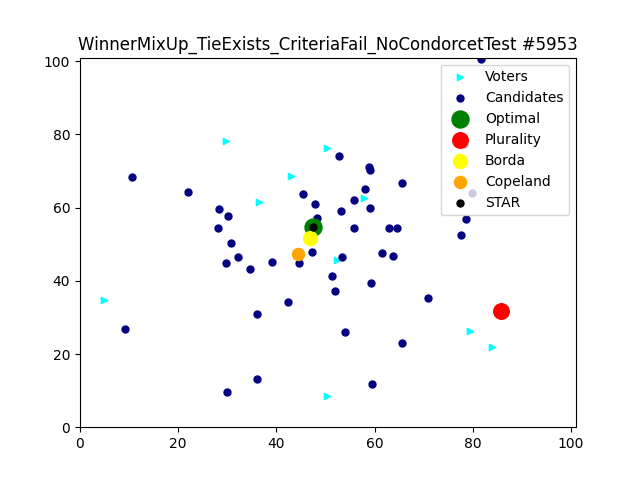 WinnerMixUp_TieExists_CriteriaFail_NoCondorcetTest #5953
100
80
60
40
20
0
0
20
40
60
80
100
Voters
Candidates
Optimal
Plurality
Borda
Copeland
STAR